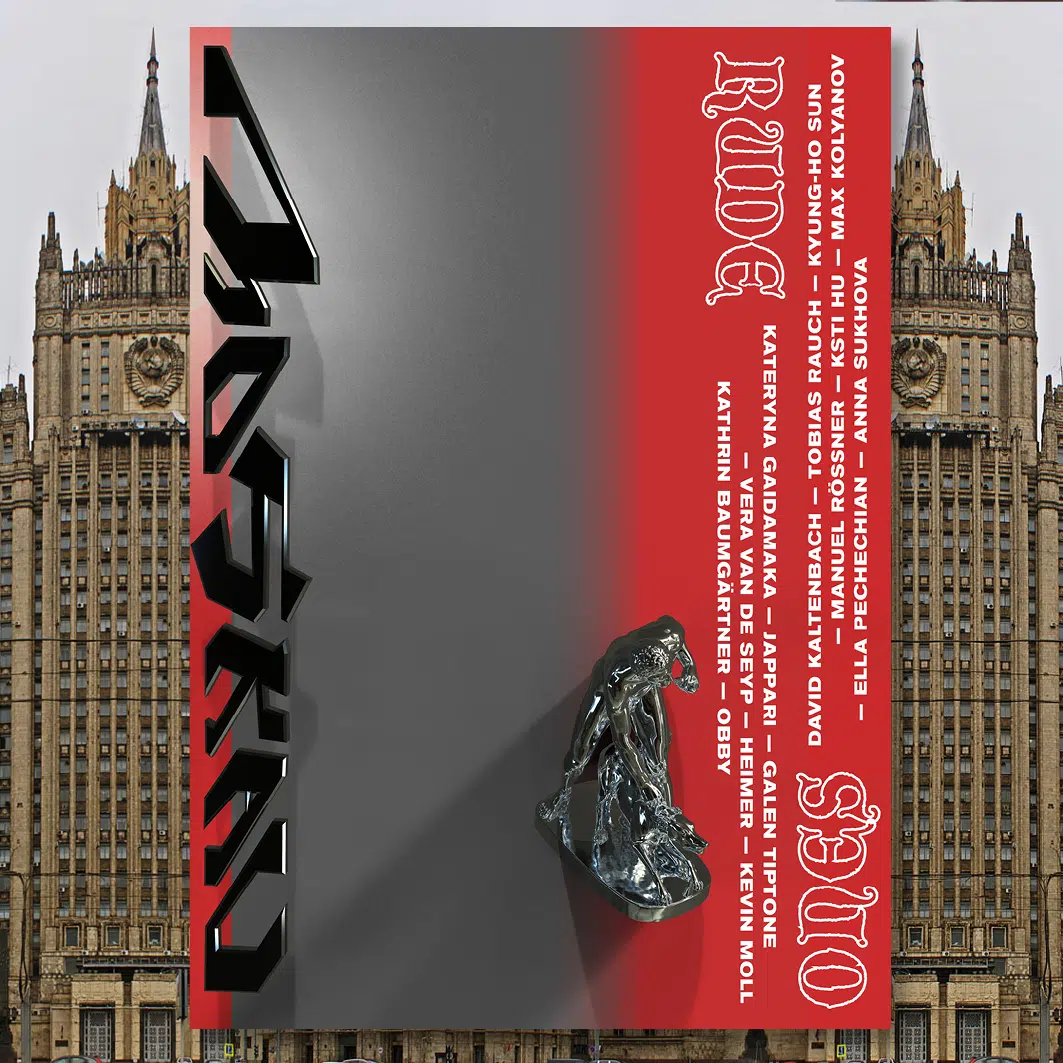 RUDE
KATERYNA GAIDAMAKA — JAPPARI — GALEN TIPTONE
— VERA VAN DE SEYP — HEIMER — KEVIN MOLL
KATHRIN BAUMGÄRTNER — OBBY
DAVID KALTENBACH — TOBIAS RAUCH — KYUNG-HO SUN
— MANUEL RÖSSNER — KSTI HU — MAX KOLYANOV
— ELLA PECHECHIAN — ANNA SUKHOVA
ONES